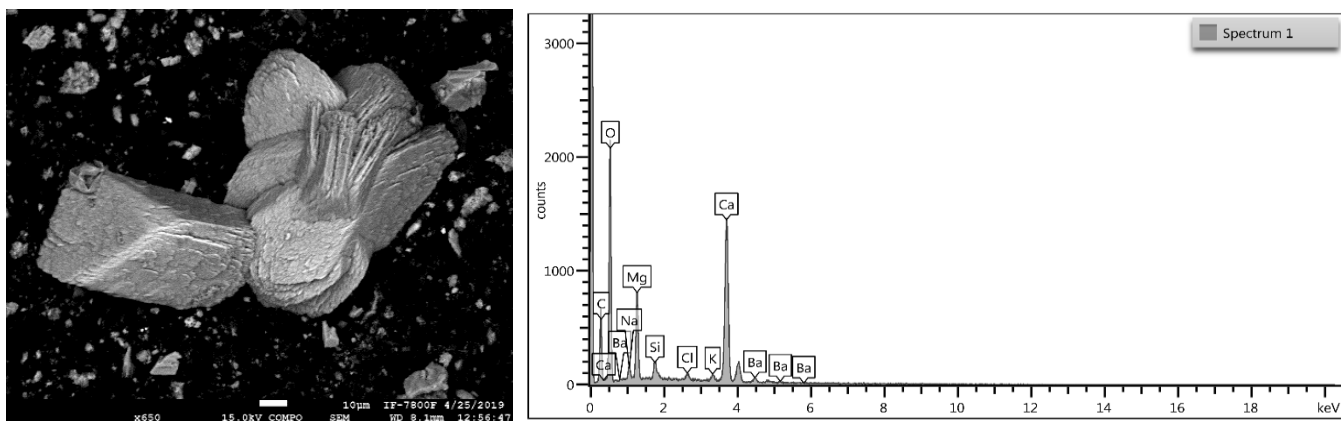 10μm IF-7800F 4/25/2019
x650 15.0kV COMPO SEM WD 8.1mm 12:56:47
Spectrum 1
3000
2000
1000
0
counts
O
Ca
Mg
C
Na
Ba
Ca
Si
Cl
K
Ba
Ba
Ba
0 2 4 6 8 10 12 14 16 18 keV